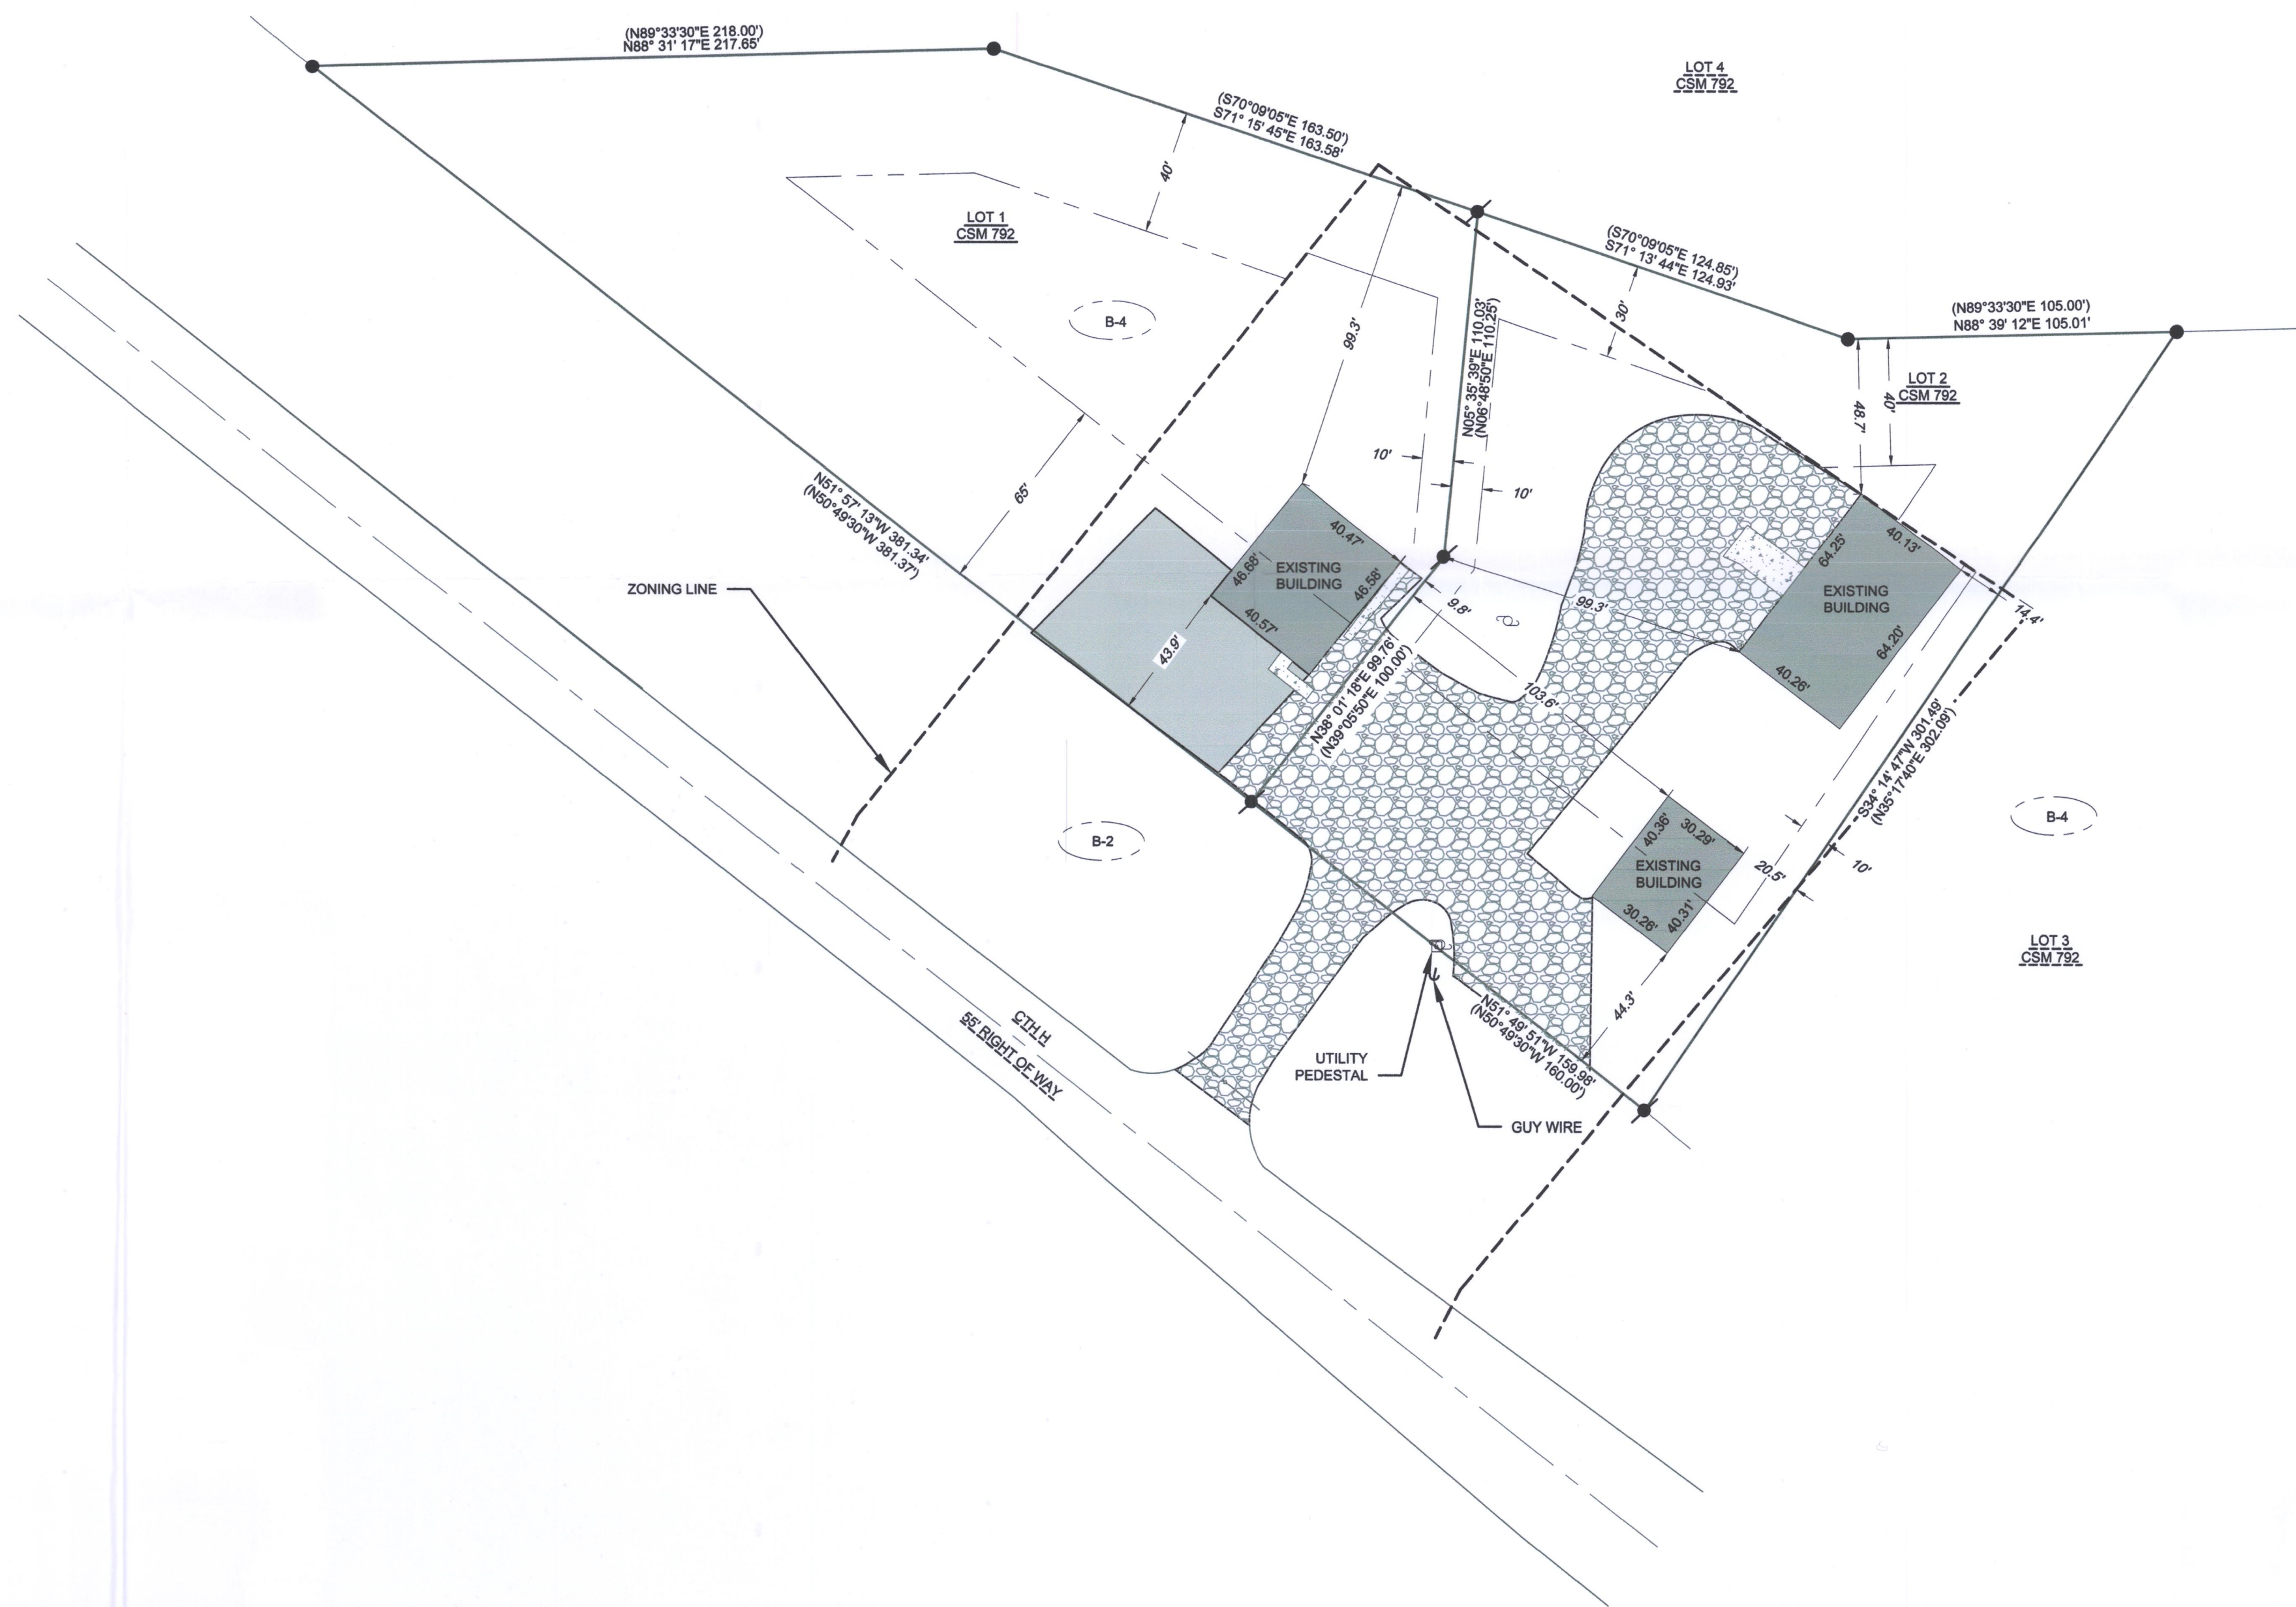 (N89°33'30"E 218.00')
N88° 31' 17"E 217.65'
LOT 4
CSM 792
(S70°09'05"E 163.50')
S71° 15' 45"E 163.58'
40'
LOT 1
CSM 792
(S70°09'05"E 124.85')
S71° 13' 44"E 124.93'
30'
(N89°33'30"E 105.00')
N88° 39' 12"E 105.01'
B-4
99.3'
N05° 35' 39"E 110.03'
(N06°48'50"E 110.25')
LOT 2
CSM 792
48.7'
40'
10'
10'
65'
N51° 57' 13"W 381.34'
(N50°49'30"W 381.37')
ZONING LINE
40.47'
46.68'
EXISTING
BUILDING
46.58'
40.57'
43.9'
9.8'
99.3'
103.6'
40.13'
64.25'
EXISTING
BUILDING
64.20'
40.26'
14.4'
N38° 01' 18"E 99.76'
(N39°05'50"E 100.00')
S34° 14' 47"W 301.49'
(N35°17'40"E 302.09')
B-2
B-4
40.36'
30.29'
EXISTING
BUILDING
20.5'
10'
30.26'
40.31'
44.3'
LOT 3
CSM 792
CTH H
55' RIGHT OF WAY
N51° 49' 51"W 159.98'
(N50°49'30"W 160.00')
UTILITY
PEDESTAL
GUY WIRE